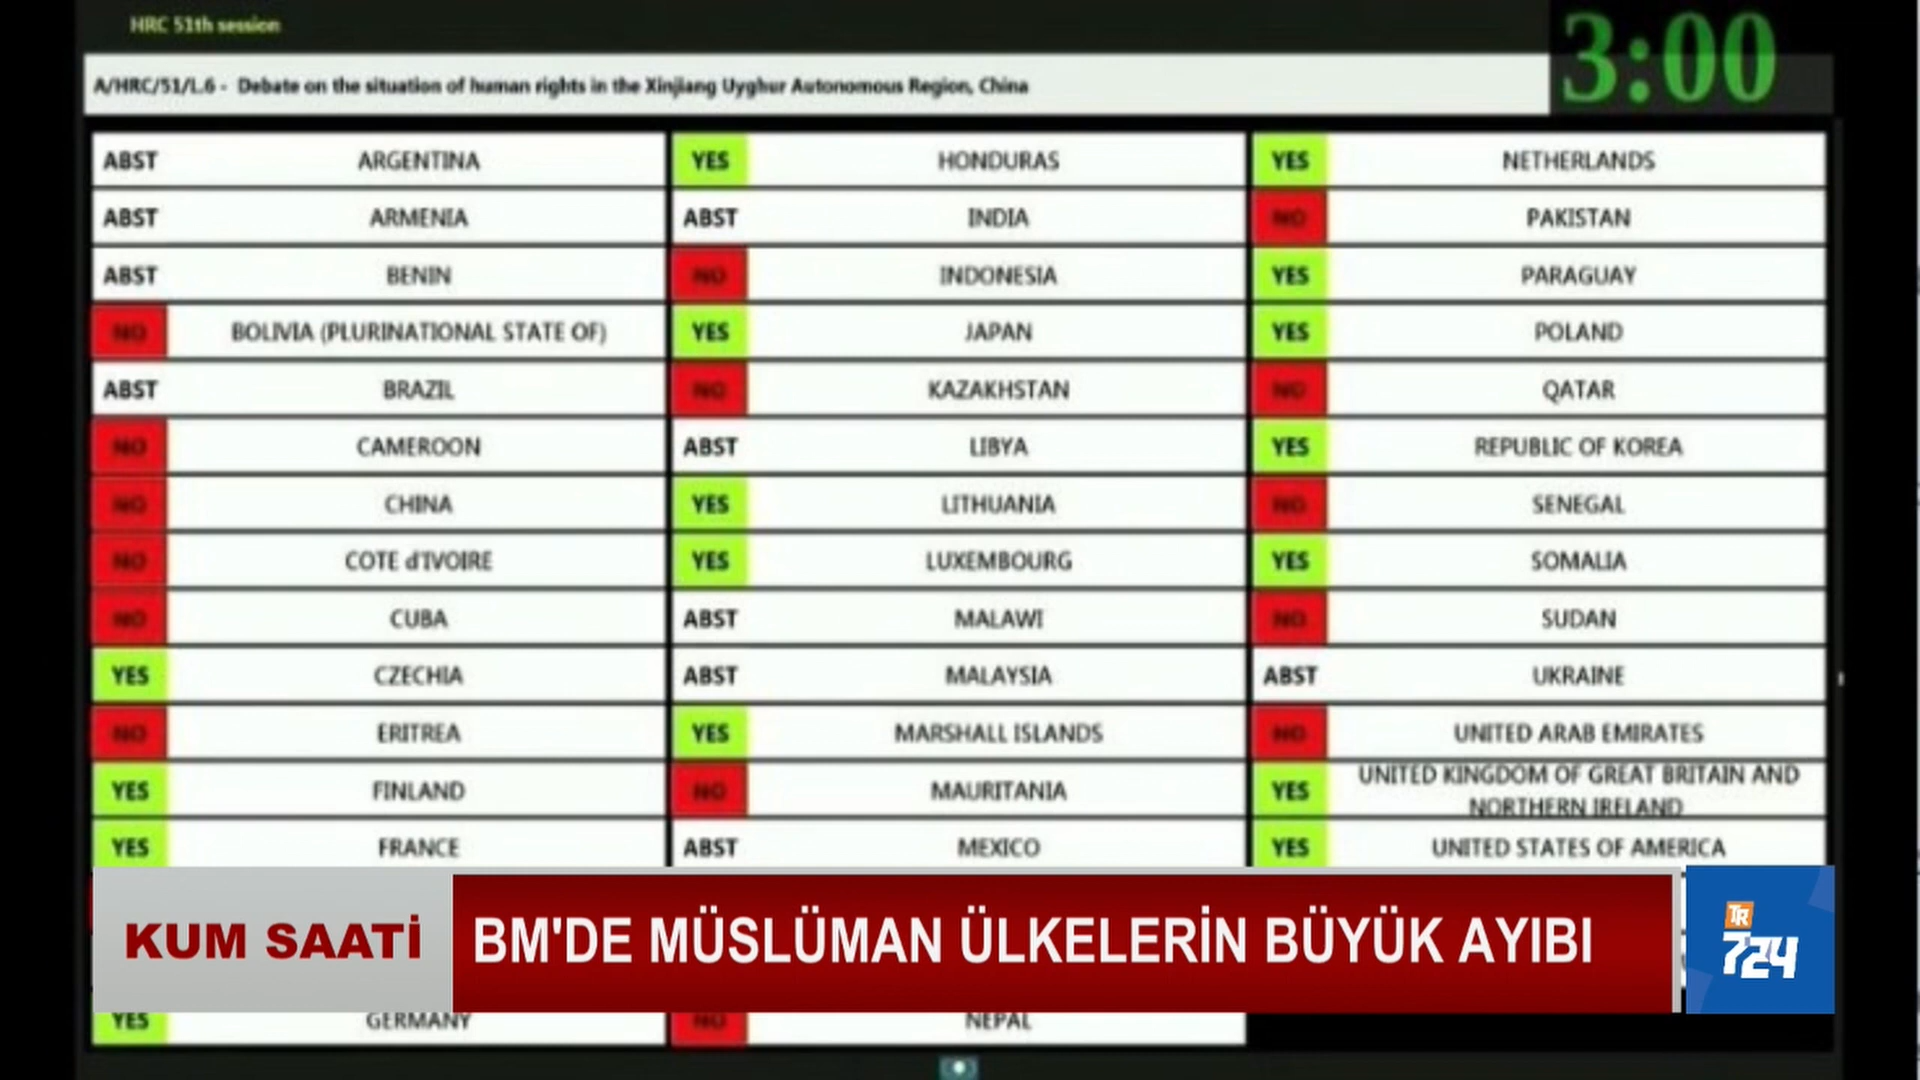 HRC 51th session
3:00
A/HRC/51/L.6 - Debate on the situation of human rights in the Xinjiang Uyghur Autonomous Region, China
ABST ARGENTINA
ABST ARMENIA
ABST BENIN
NO BOLIVIA (PLURINATIONAL STATE OF)
ABST BRAZIL
NO CAMEROON
NO CHINA
NO COTE d'IVOIRE
NO CUBA
YES CZECHIA
NO ERITREA
YES FINLAND
YES FRANCE
YES GERMANY
YES HONDURAS
ABST INDIA
NO INDONESIA
YES JAPAN
NO KAZAKHSTAN
ABST LIBYA
YES LITHUANIA
YES LUXEMBOURG
ABST MALAWI
ABST MALAYSIA
YES MARSHALL ISLANDS
NO MAURITANIA
ABST MEXICO
NO NEPAL
YES NETHERLANDS
NO PAKISTAN
YES PARAGUAY
YES POLAND
NO QATAR
YES REPUBLIC OF KOREA
NO SENEGAL
YES SOMALIA
NO SUDAN
ABST UKRAINE
NO UNITED ARAB EMIRATES
YES UNITED KINGDOM OF GREAT BRITAIN AND
NORTHERN IRELAND
YES UNITED STATES OF AMERICA
KUM SAATİ
BM'DE MÜSLÜMAN ÜLKELERİN BÜYÜK AYIBI
TR
724